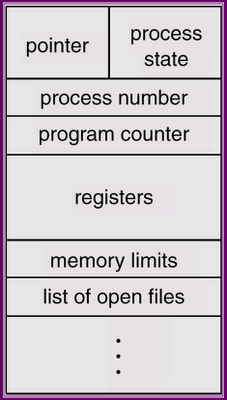 pointer
process
state
process number
program counter
registers
memory limits
list of open files